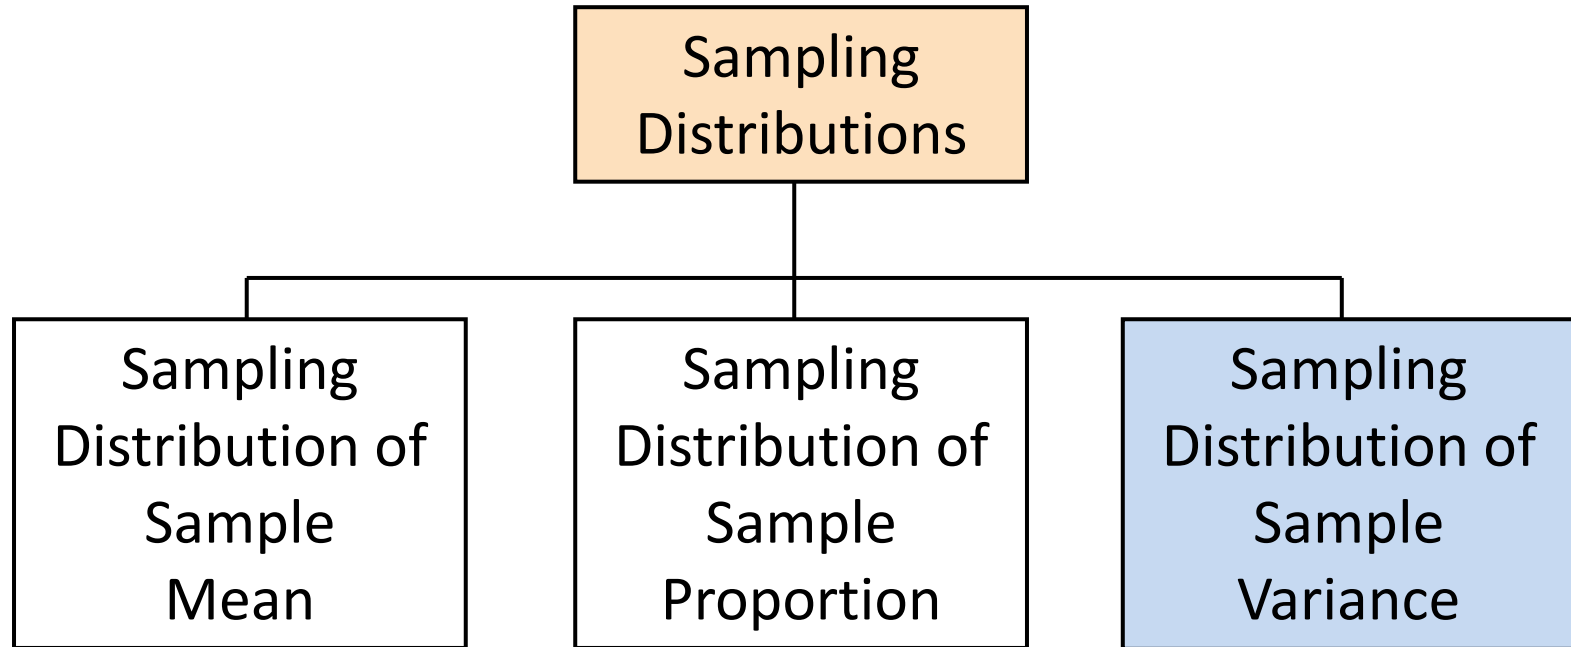 Sampling
Distributions
Sampling
Distribution of
Sample
Mean
Sampling
Distribution of
Sample
Proportion
Sampling
Distribution of
Sample
Variance